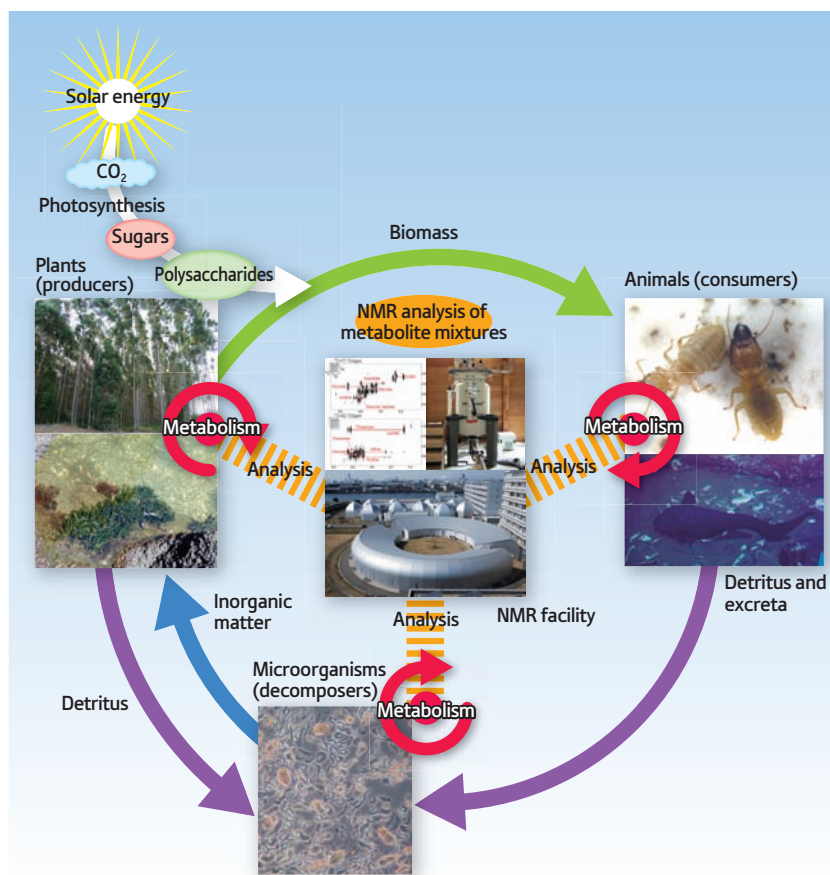 Solar energy
CO₂
Photosynthesis
Sugars
Polysaccharides
Plants
(producers)
Biomass
Animals (consumers)
NMR analysis of
metabolite mixtures
Metabolism
Metabolism
Analysis
Analysis
Detritus and
excreta
Inorganic
matter
Analysis
NMR facility
Microorganisms
(decomposers)
Detritus
Metabolism